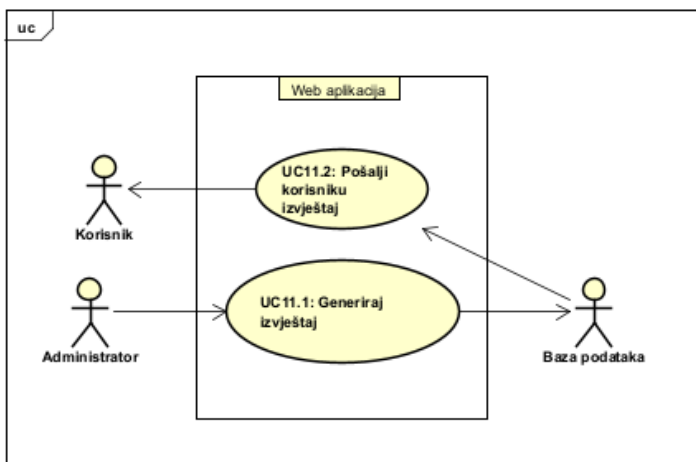 uc
Web aplikacija
UC11.2: Pošalji
korisniku
izvještaj
Korisnik
UC11.1: Generiraj
izvještaj
Administrator
Baza podataka